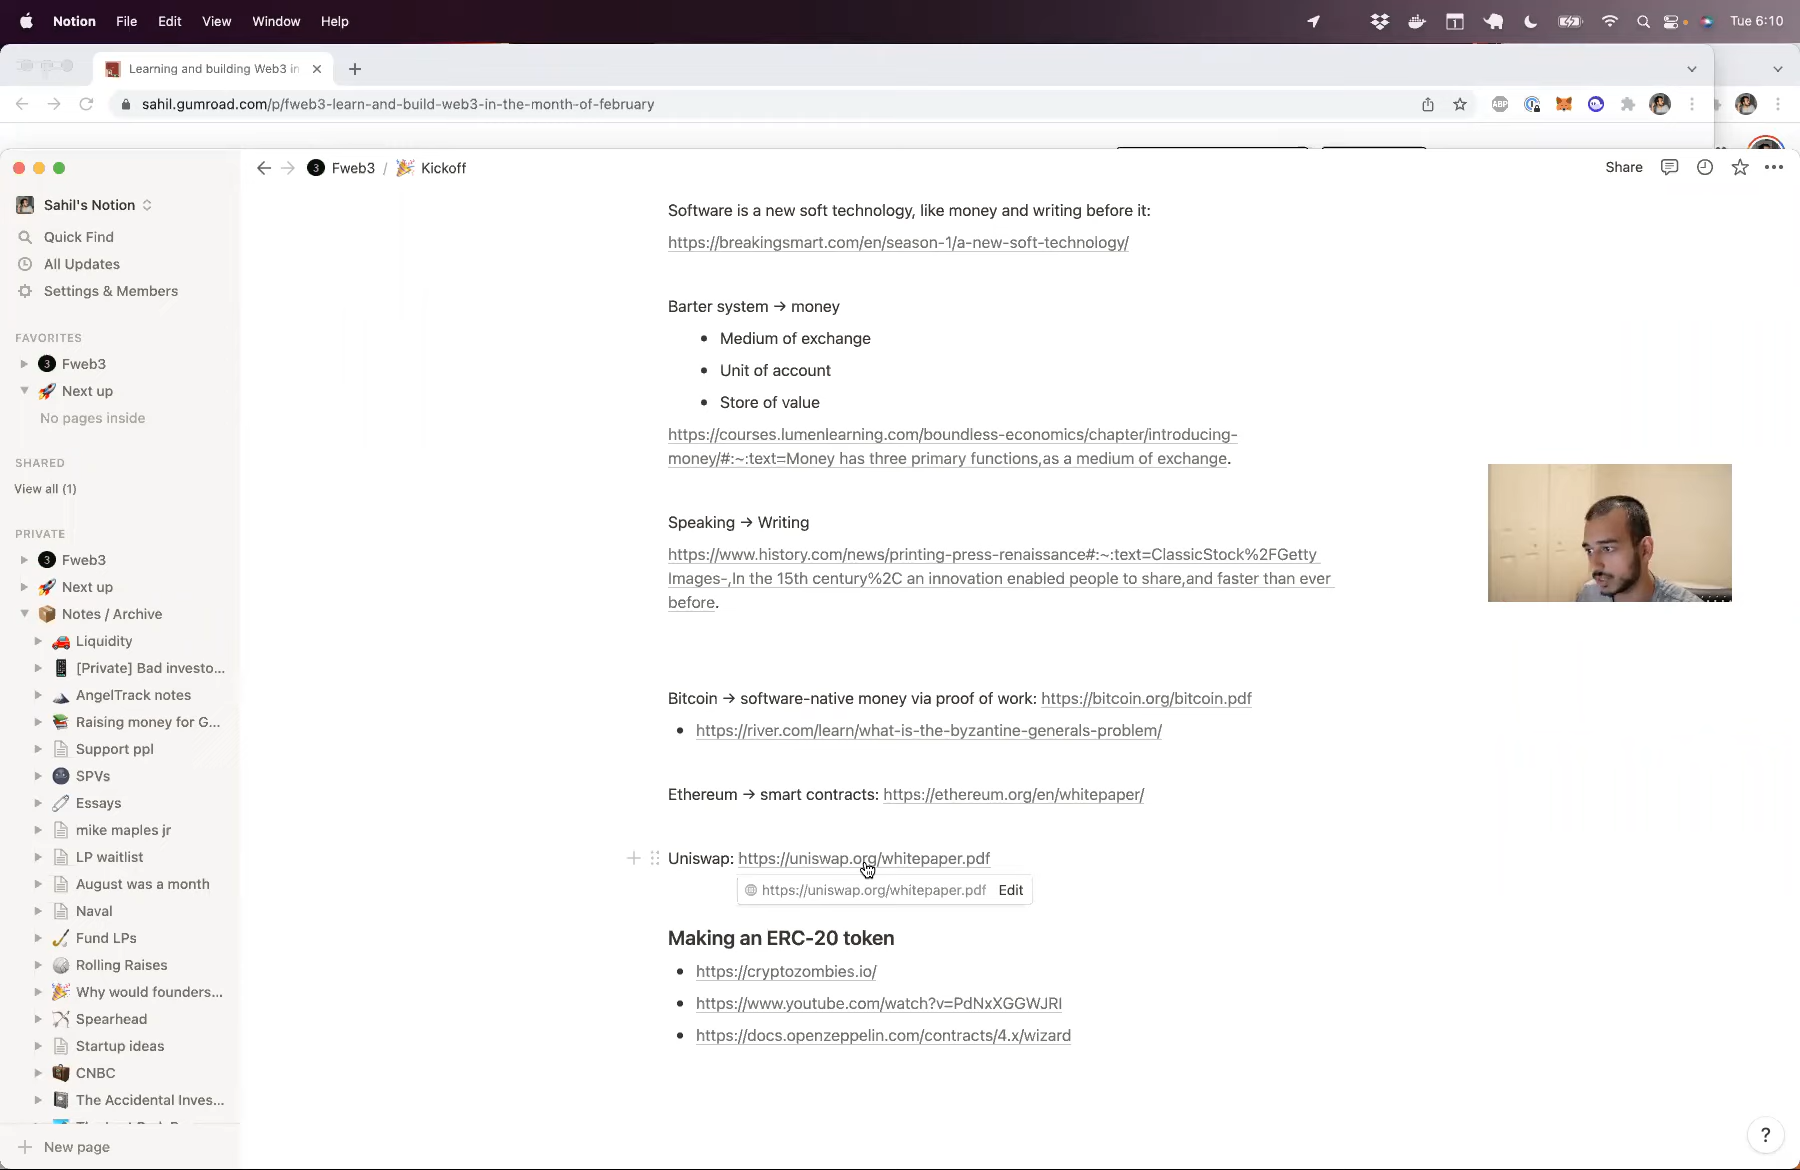 Notion File Edit View Window Help
1
Tue 6:10
Learning and building Web3 in
sahil.gumroad.com/p/fweb3-learn-and-build-web3-in-the-month-of-february
ABP
3 Fweb3 / Kickoff
Share
Sahil's Notion
Quick Find
All Updates
Settings & Members
FAVORITES
3 Fweb3
Next up
No pages inside
SHARED
View all (1)
PRIVATE
3 Fweb3
Next up
Notes / Archive
Liquidity
[Private] Bad investo...
AngelTrack notes
Raising money for G...
Support ppl
SPVs
Essays
mike maples jr
LP waitlist
August was a month
Naval
Fund LPs
Rolling Raises
Why would founders...
Spearhead
Startup ideas
CNBC
The Accidental Inves...
New page
Software is a new soft technology, like money and writing before it:
https://breakingsmart.com/en/season-1/a-new-soft-technology/
Barter system → money
• Medium of exchange
• Unit of account
• Store of value
https://courses.lumenlearning.com/boundless-economics/chapter/introducing-
money/#:~:text=Money has three primary functions,as a medium of exchange.
Speaking → Writing
https://www.history.com/news/printing-press-renaissance#:~:text=ClassicStock%2FGetty
Images-,In the 15th century%2C an innovation enabled people to share,and faster than ever
before.
Bitcoin → software-native money via proof of work: https://bitcoin.org/bitcoin.pdf
• https://river.com/learn/what-is-the-byzantine-generals-problem/
Ethereum → smart contracts: https://ethereum.org/en/whitepaper/
Uniswap: https://uniswap.org/whitepaper.pdf
https://uniswap.org/whitepaper.pdf Edit
Making an ERC-20 token
• https://cryptozombies.io/
• https://www.youtube.com/watch?v=PdNxXGGWJRI
• https://docs.openzeppelin.com/contracts/4.x/wizard
?